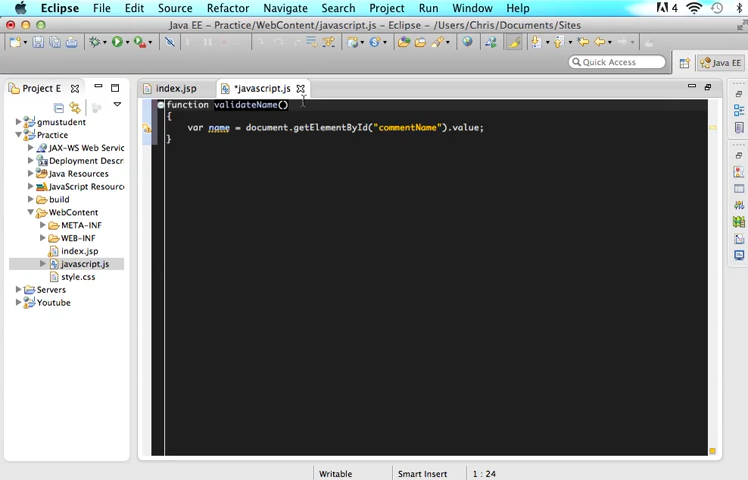 Eclipse File Edit Source Refactor Navigate Search Project Run Window Help 4
Java EE - Practice/WebContent/javascript.js - Eclipse - /Users/Chris/Documents/Sites
Quick Access
Java EE
Project E
index.jsp
*javascript.js
gmustudent
Practice
JAX-WS Web Servic
Deployment Descr
Java Resources
JavaScript Resourc
build
WebContent
META-INF
WEB-INF
index.jsp
javascript.js
style.css
Servers
Youtube
function validateName()
{
var name = document.getElementById("commentName").value;
}
Writable Smart Insert 1 : 24